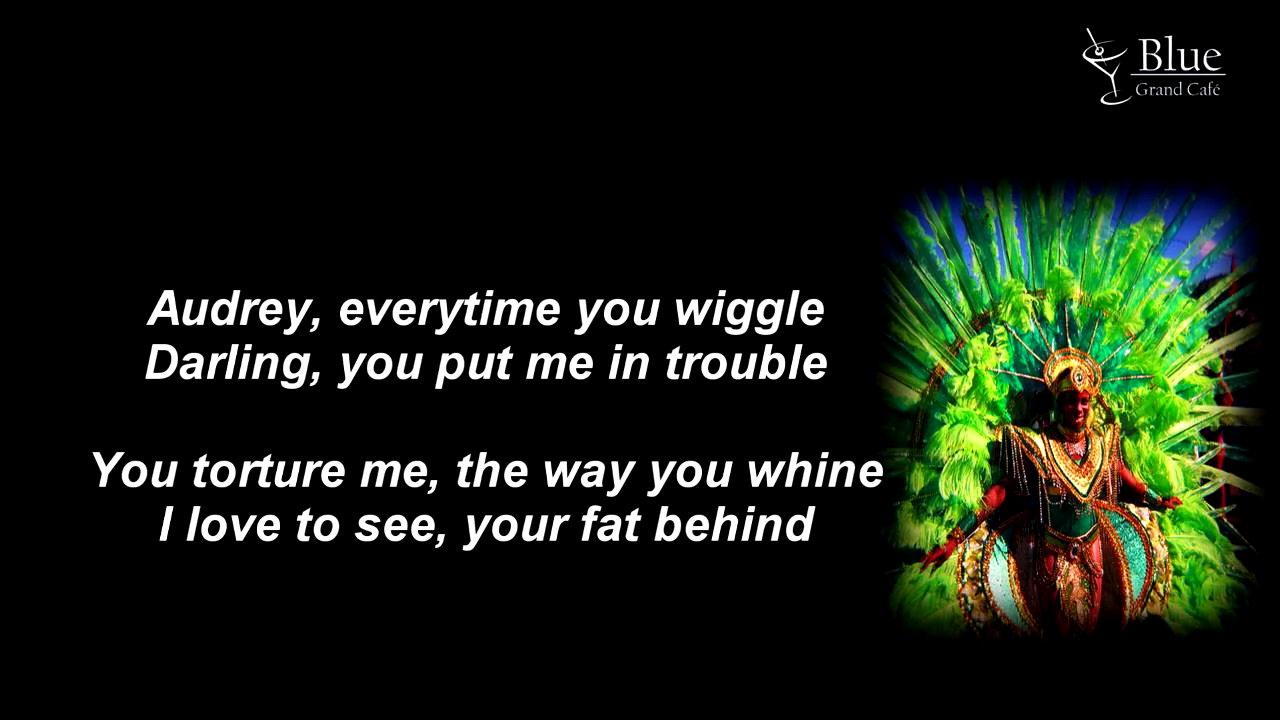 Blue
Grand Café
Audrey, everytime you wiggle
Darling, you put me in trouble
You torture me, the way you whine
I love to see, your fat behind